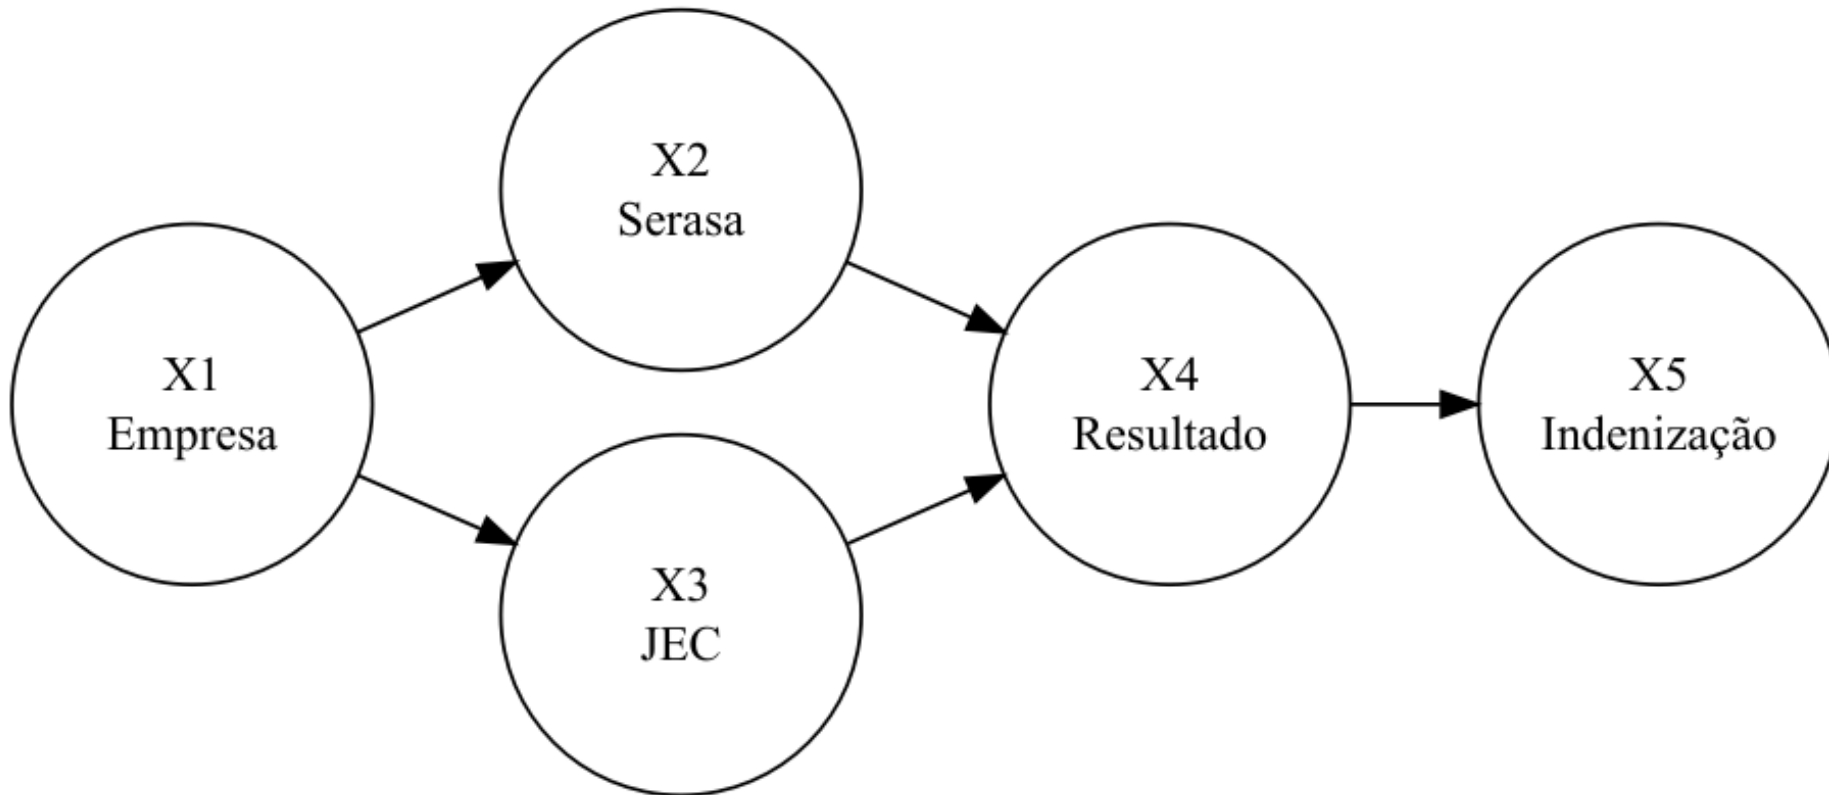 X1
Empresa
X2
Serasa
X3
JEC
X4
Resultado
X5
Indenização